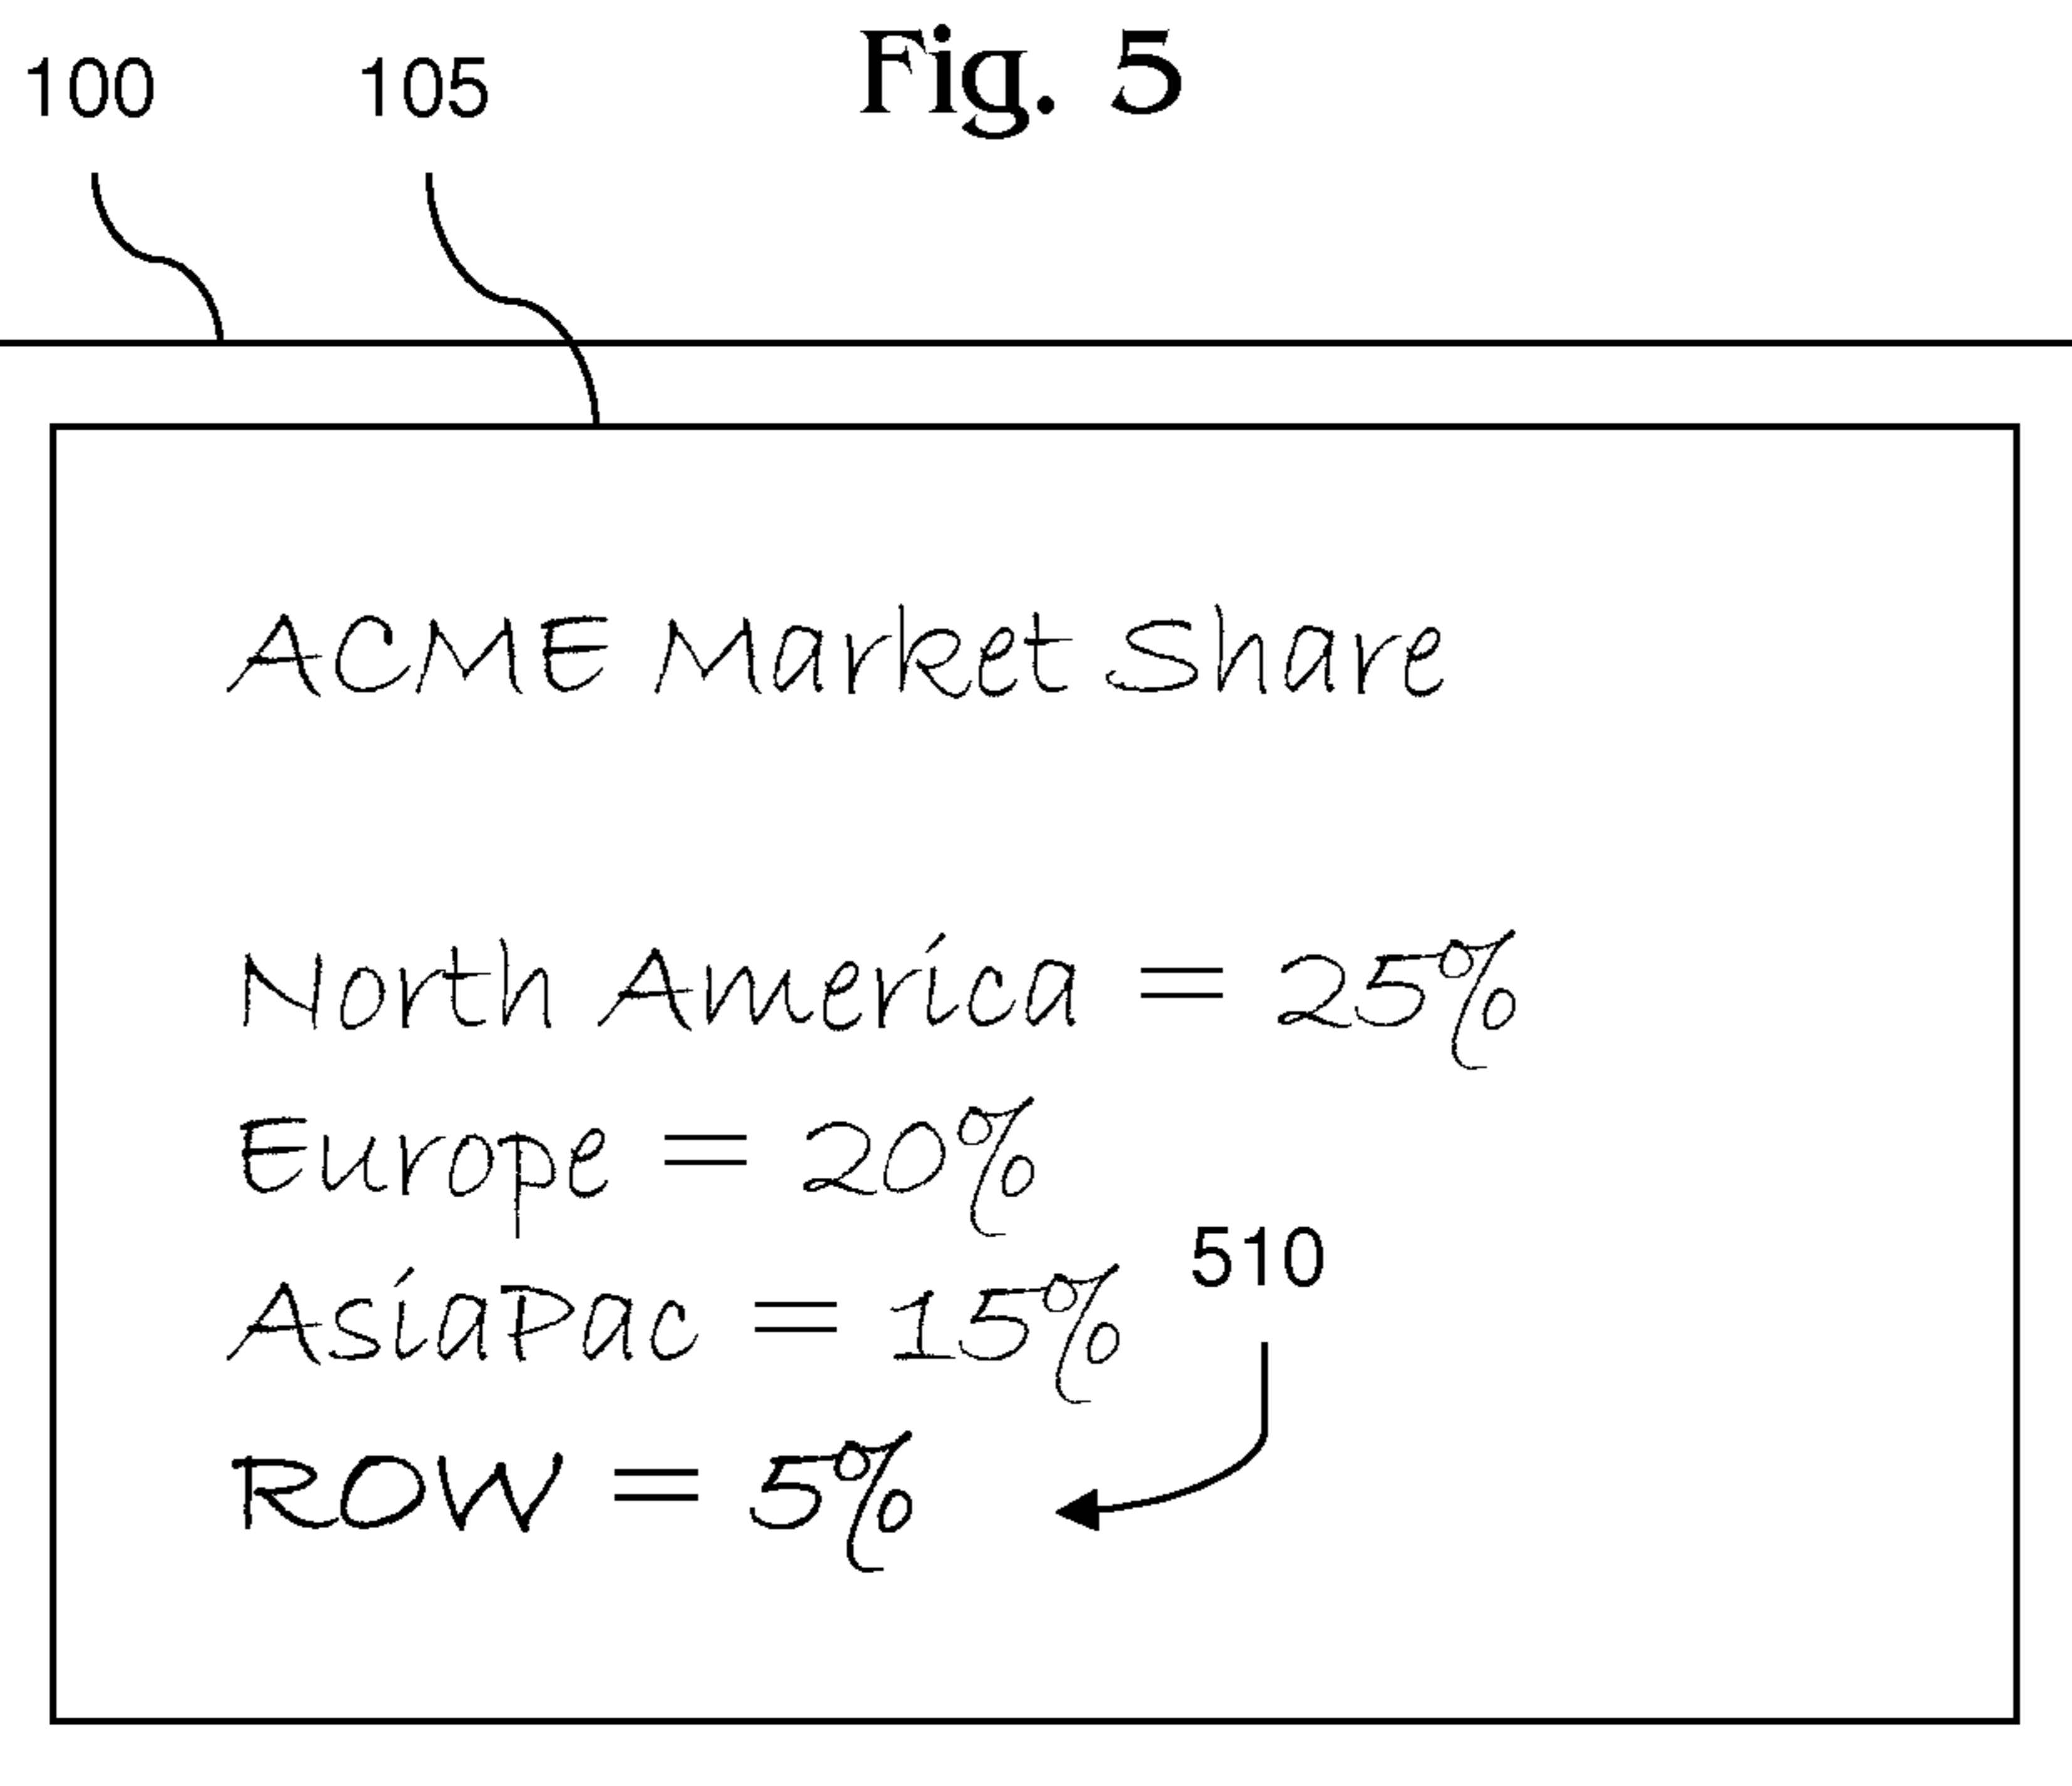 Fig. 5
100 105
ACME Market Share
North America = 25%
Europe = 20%
510
AsiaPac = 15%
ROW = 5%